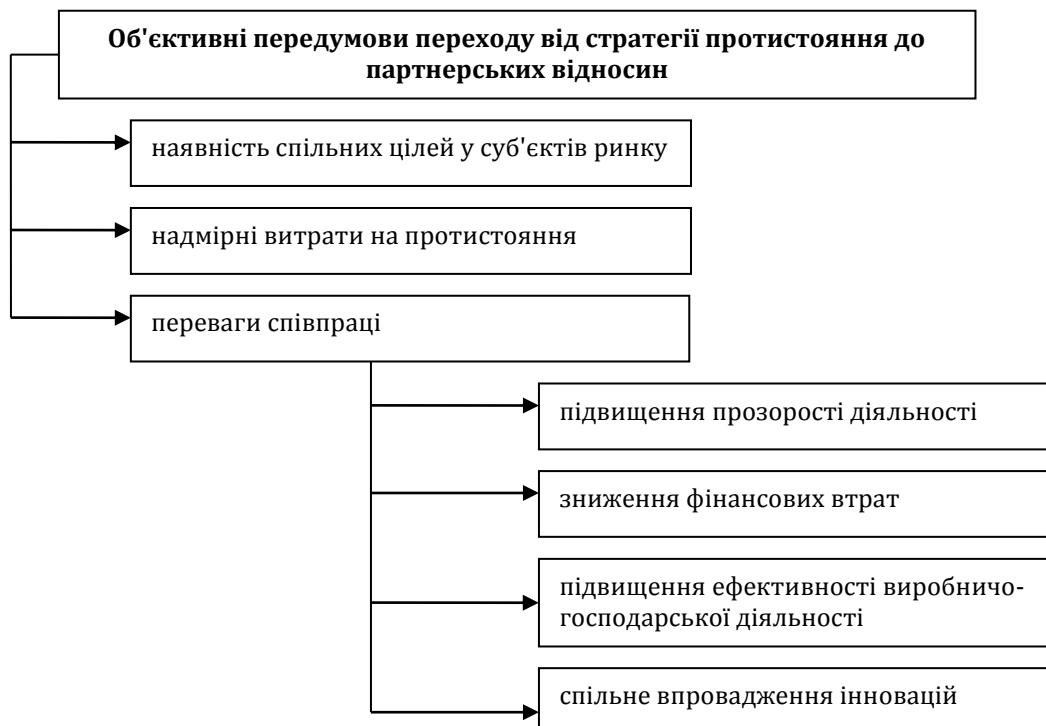 Об'єктивні передумови переходу від стратегії протистояння до
партнерських відносин
наявність спільних цілей у суб'єктів ринку
надмірні витрати на протистояння
переваги співпраці
підвищення прозорості діяльності
зниження фінансових втрат
підвищення ефективності виробничо-
господарської діяльності
спільне впровадження інновацій